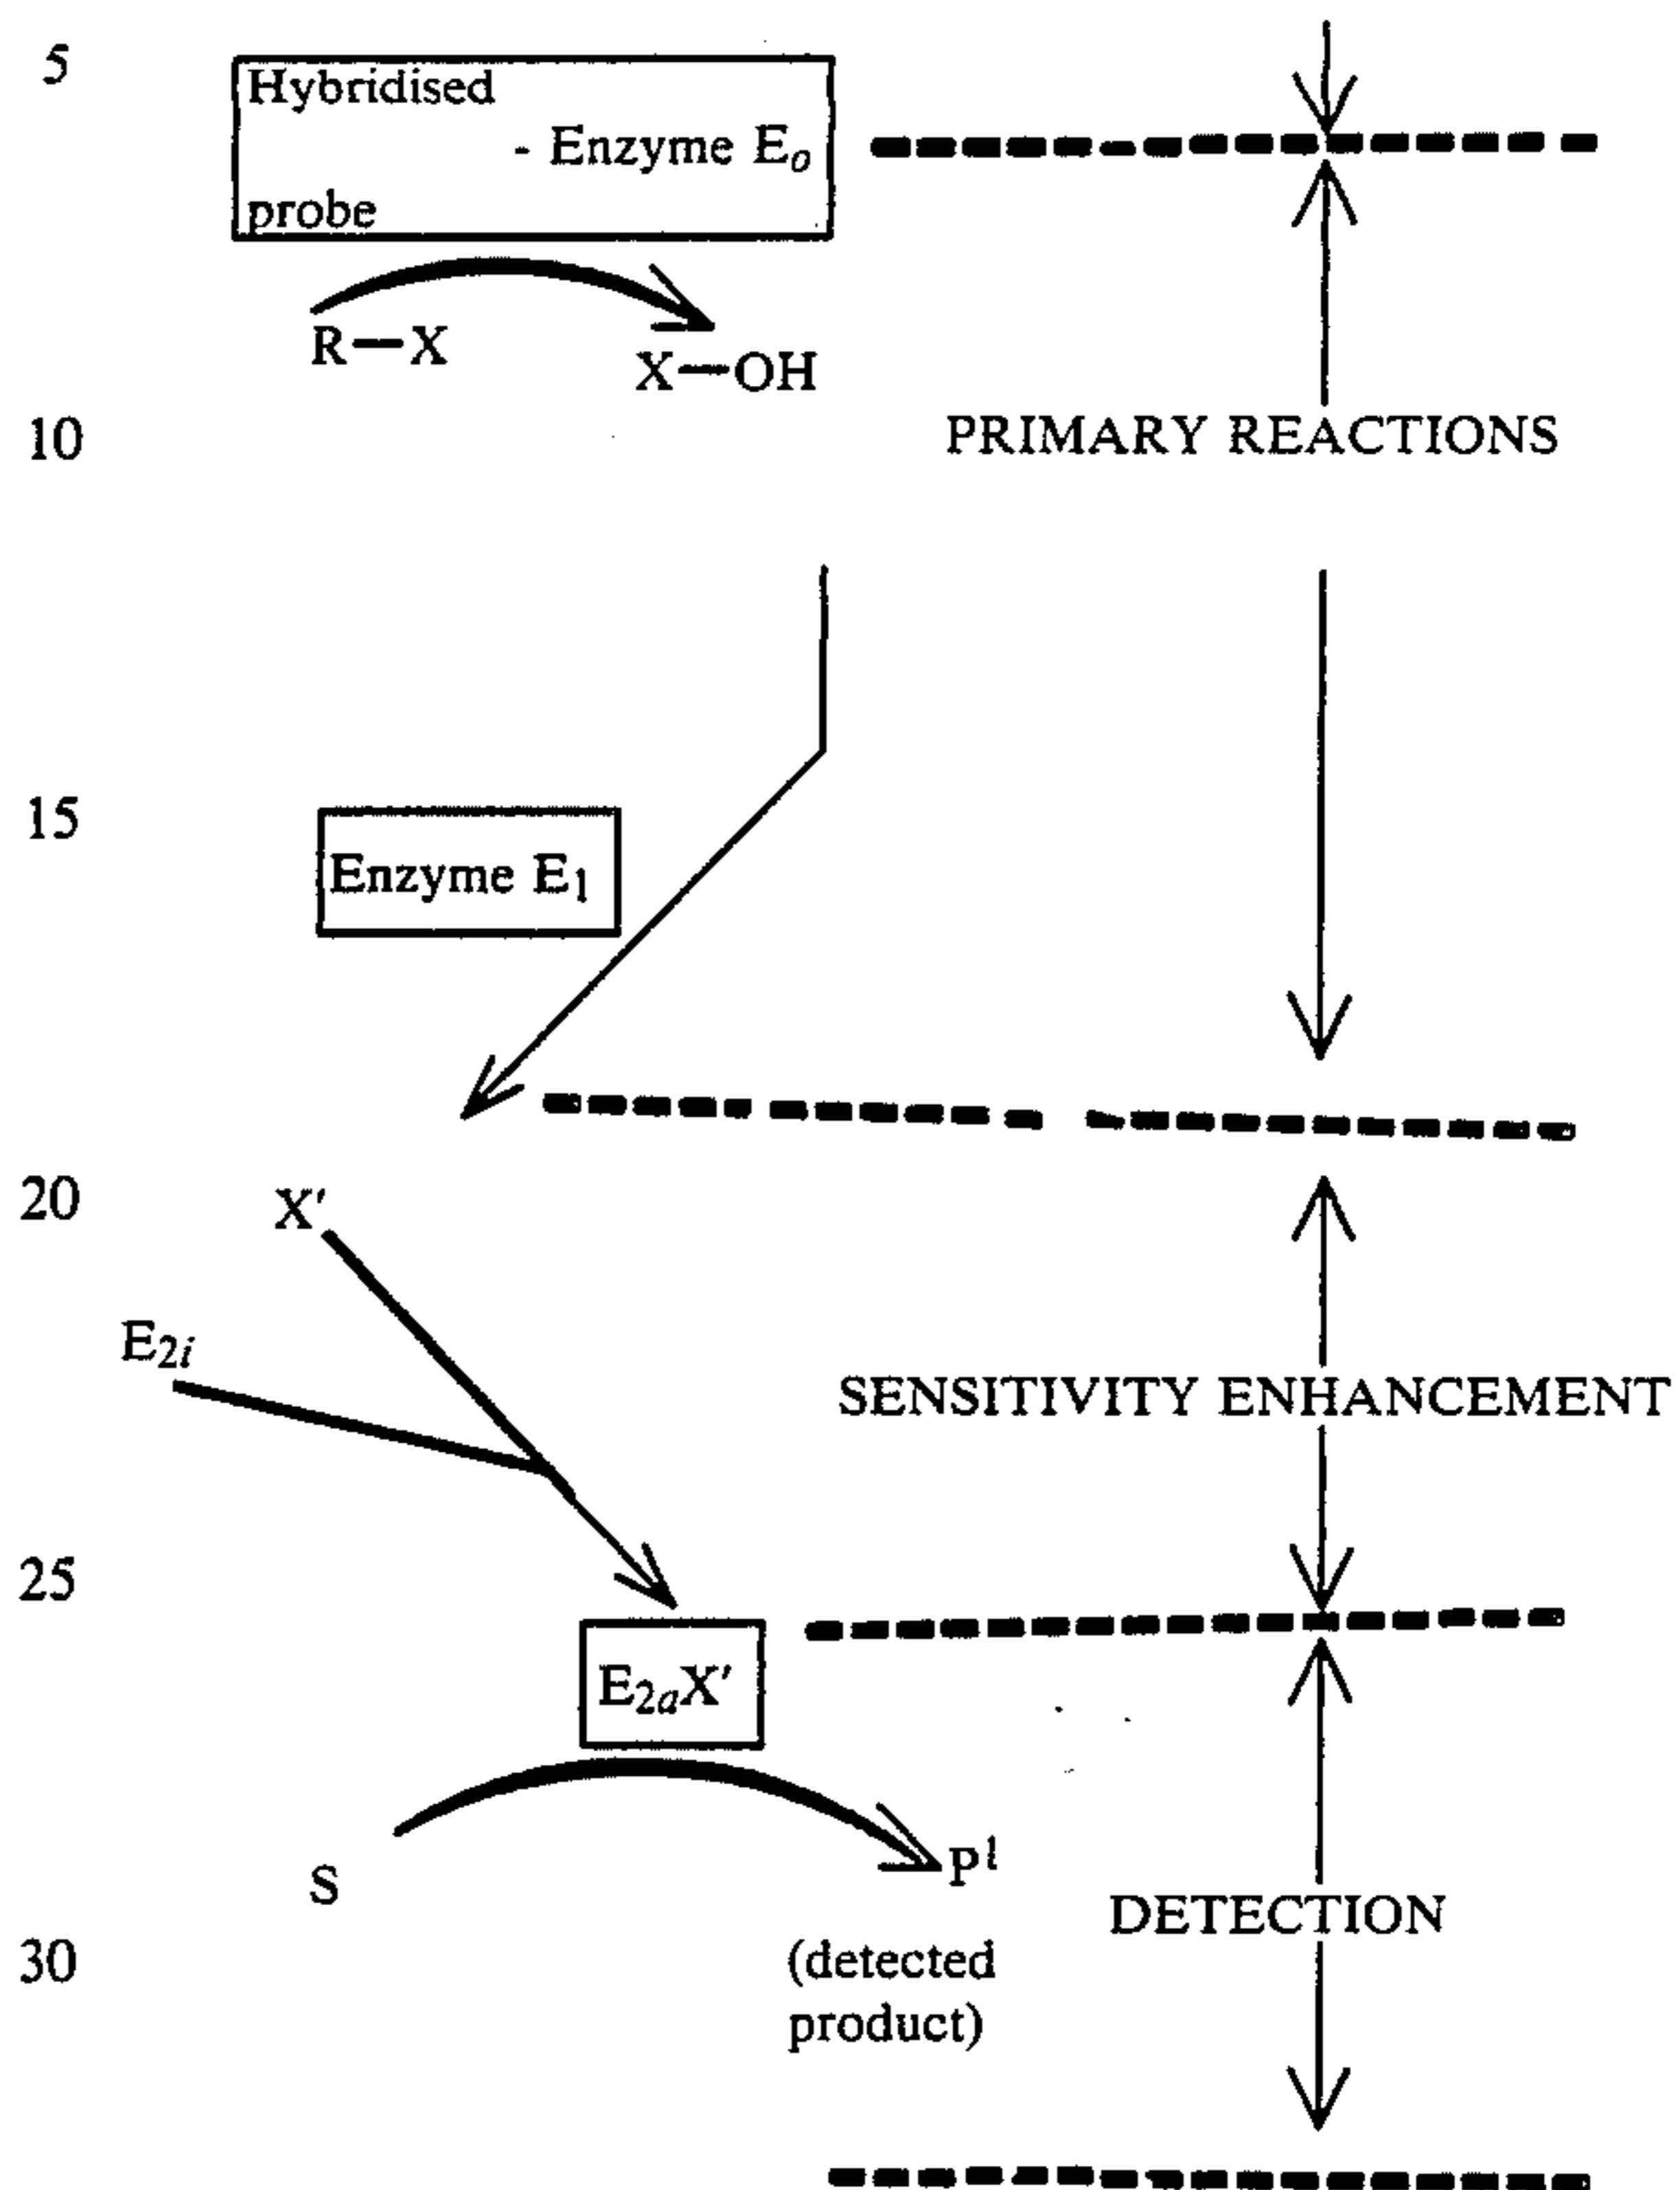 5
Hybridised
- Enzyme Eo
probe
R—X
X—OH
10
PRIMARY REACTIONS
15
Enzyme E1
20
X'
E2i
SENSITIVITY ENHANCEMENT
25
E2aX'
S
P1
DETECTION
30
(detected
product)